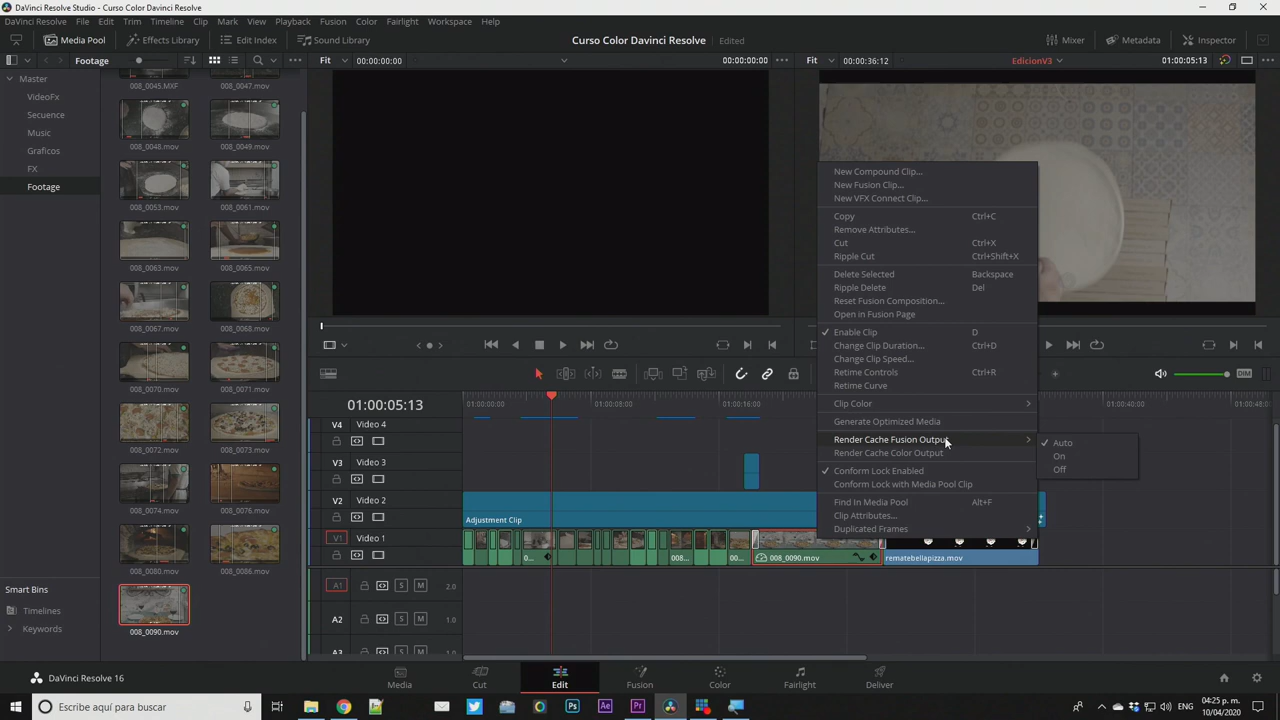 DaVinci Resolve Studio - Curso Color Davinci Resolve
DaVinci Resolve File Edit Trim Timeline Clip Mark View Playback Fusion Color Fairlight Workspace Help
Media Pool Effects Library Edit Index Sound Library Curso Color Davinci Resolve Edited Mixer Metadata Inspector
Footage Fit 00:00:00:00 00:00:00:00 Fit 00:00:36:12 EdicionV3 01:00:05:13
Master
VideoFx
Secuence
Music
Graficos
FX
Footage
Smart Bins
Timelines
Keywords
008_0045.MXF 008_0047.mov
008_0048.mov 008_0049.mov
008_0053.mov 008_0061.mov
008_0063.mov 008_0065.mov
008_0067.mov 008_0068.mov
008_0070.mov 008_0071.mov
008_0072.mov 008_0073.mov
008_0074.mov 008_0076.mov
008_0080.mov 008_0086.mov
008_0090.mov
New Compound Clip...
New Fusion Clip...
New VFX Connect Clip...
Copy Ctrl+C
Remove Attributes...
Cut Ctrl+X
Ripple Cut Ctrl+Shift+X
Delete Selected Backspace
Ripple Delete Del
Reset Fusion Composition...
Open in Fusion Page
Enable Clip D
Change Clip Duration... Ctrl+D
Change Clip Speed...
Retime Controls Ctrl+R
Retime Curve
Clip Color
Generate Optimized Media
Render Cache Fusion Output
Render Cache Color Output
Conform Lock Enabled
Conform Lock with Media Pool Clip
Find In Media Pool Alt+F
Clip Attributes...
Duplicated Frames
Auto
On
Off
DIM
01:00:05:13 01:00:00:00 01:00:08:00 01:00:16:00 01:00:40:00 01:00:48:00
V4 Video 4
V3 Video 3
V2 Video 2
Adjustment Clip
V1 Video 1
0... 008... 00... 008_0090.mov rematebellapizza.mov
A1 S M 2.0
A2 S M 1.0
A3 S M
DaVinci Resolve 16 Media Cut Edit Fusion Color Fairlight Deliver
Escribe aquí para buscar Ps Ae Pr
04:25 p. m.
10/04/2020